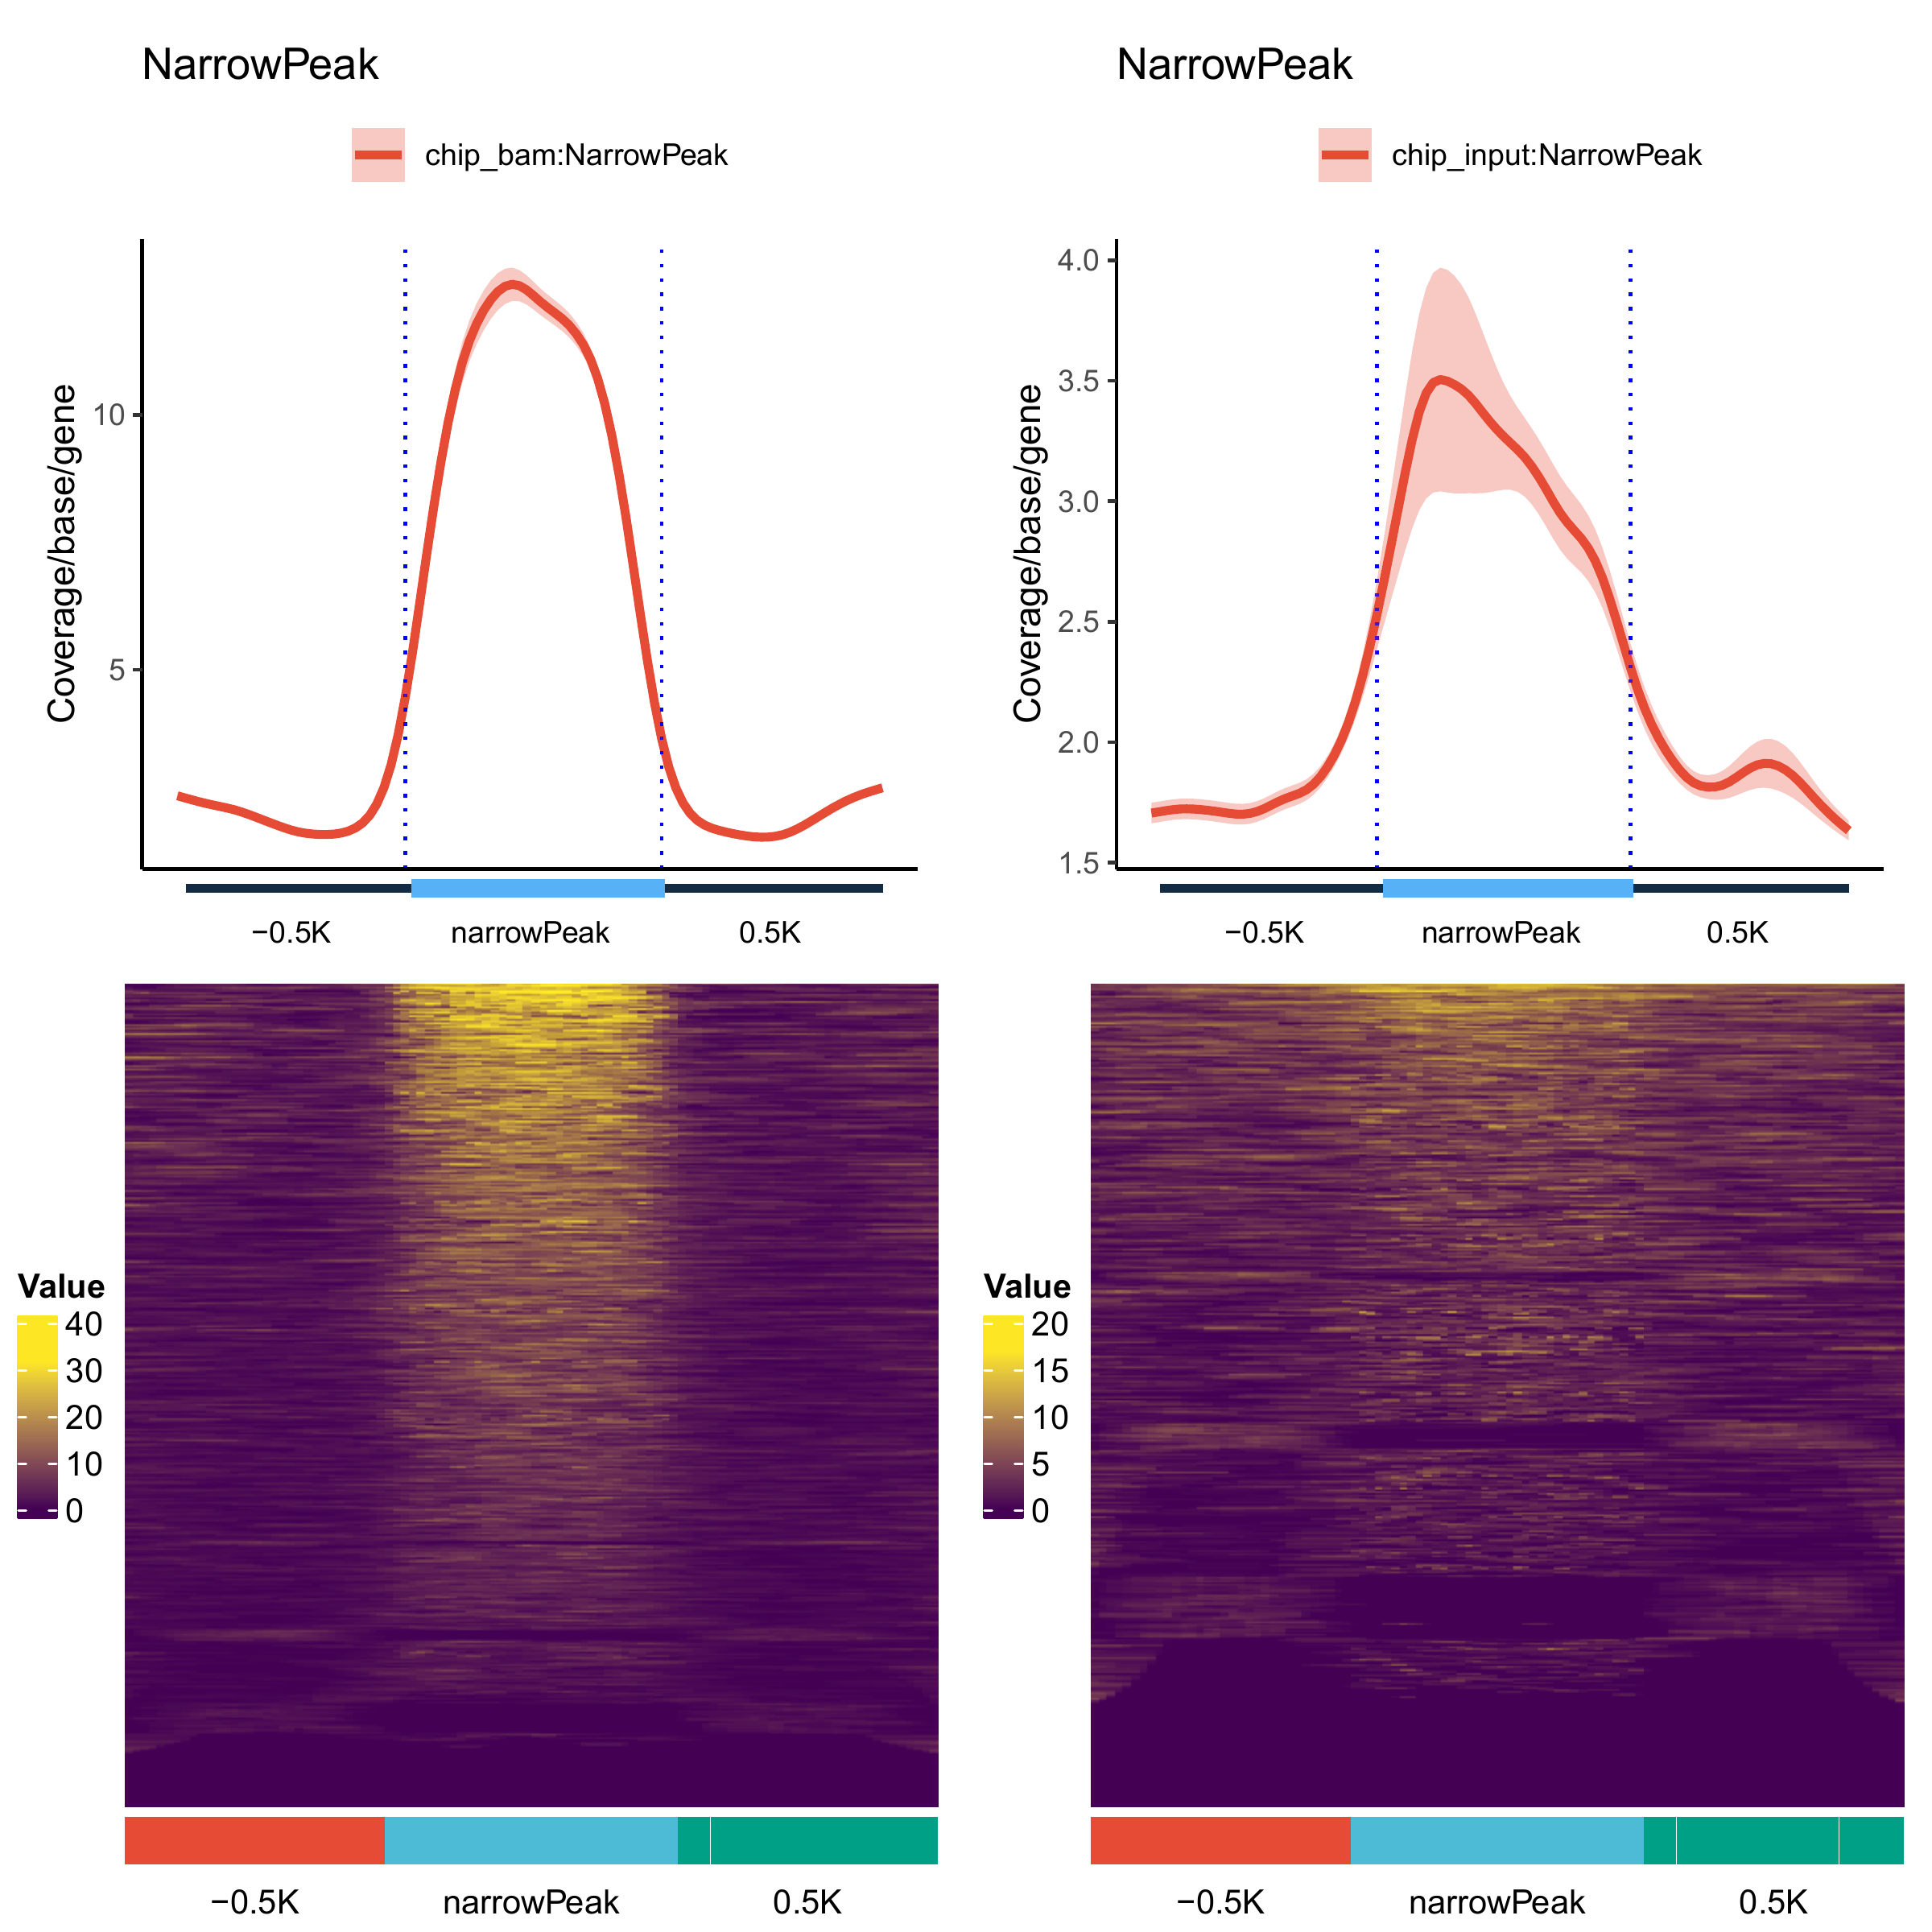 NarrowPeak
chip_bam:NarrowPeak
Coverage/base/gene
10
5
−0.5K narrowPeak 0.5K
Value
40
30
20
10
0
−0.5K narrowPeak 0.5K
NarrowPeak
chip_input:NarrowPeak
Coverage/base/gene
4.0
3.5
3.0
2.5
2.0
1.5
−0.5K narrowPeak 0.5K
Value
20
15
10
5
0
−0.5K narrowPeak 0.5K